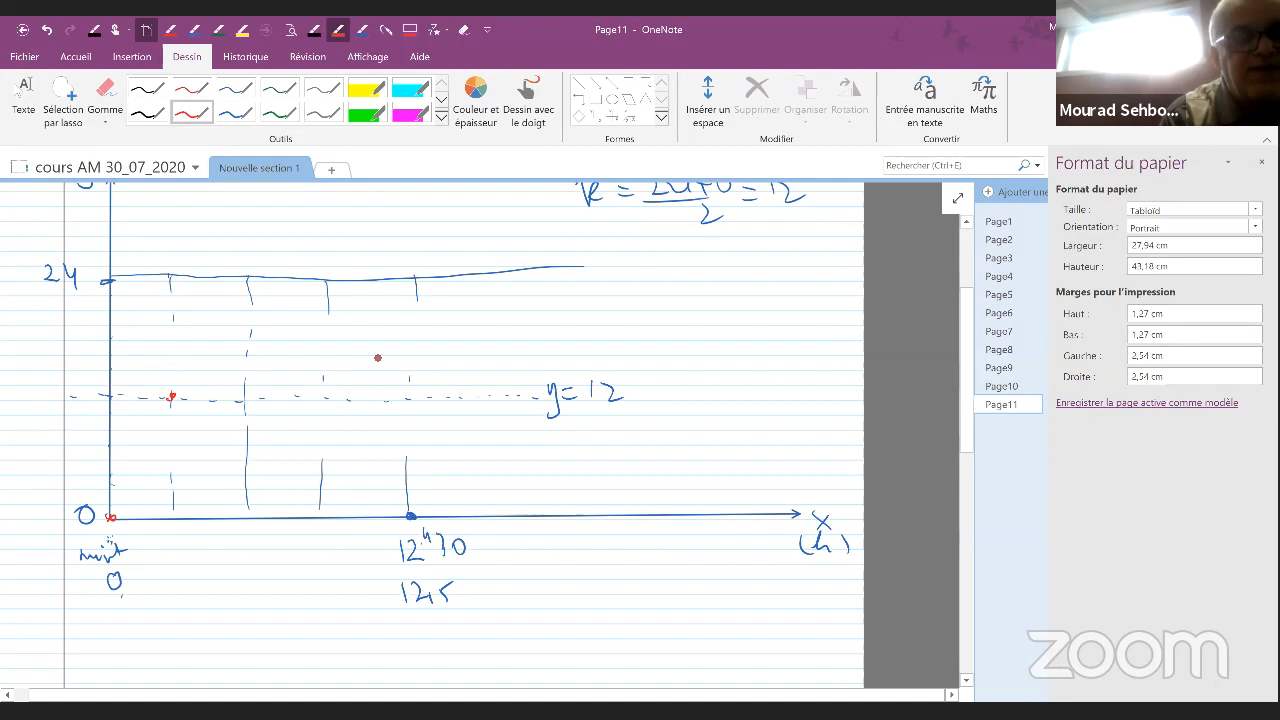 Page11 - OneNote
Fichier Accueil Insertion Dessin Historique Révision Affichage Aide
Texte Sélection par lasso Gomme
Couleur et épaisseur Dessin avec le doigt
Insérer un espace Supprimer Organiser Rotation
Entrée manuscrite en texte Maths
Outils Formes Modifier Convertir
Mourad Sehbo...
cours AM 30_07_2020 Nouvelle section 1 +
Rechercher (Ctrl+E)
Ajouter une
Page1
Page2
Page3
Page4
Page5
Page6
Page7
Page8
Page9
Page10
Page11
Format du papier
Format du papier
Taille : Tabloïd
Orientation : Portrait
Largeur : 27,94 cm
Hauteur : 43,18 cm
Marges pour l'impression
Haut : 1,27 cm
Bas : 1,27 cm
Gauche : 2,54 cm
Droite : 2,54 cm
Enregistrer la page active comme modèle
k = 24+0 = 12
2
24
y = 12
0
x
(h)
12h30
0
12,5
zoom